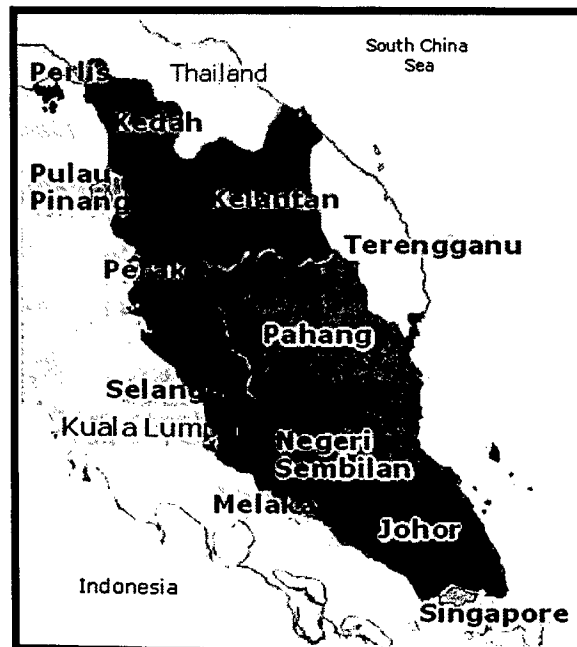 South China
Sea
Perlis
Thailand
Kedah
Pulau
Pinang
Kelantan
Terengganu
Perak
Pahang
Selang
Kuala Lump
Negeri
Sembilan
Melaka
Johor
Indonesia
Singapore